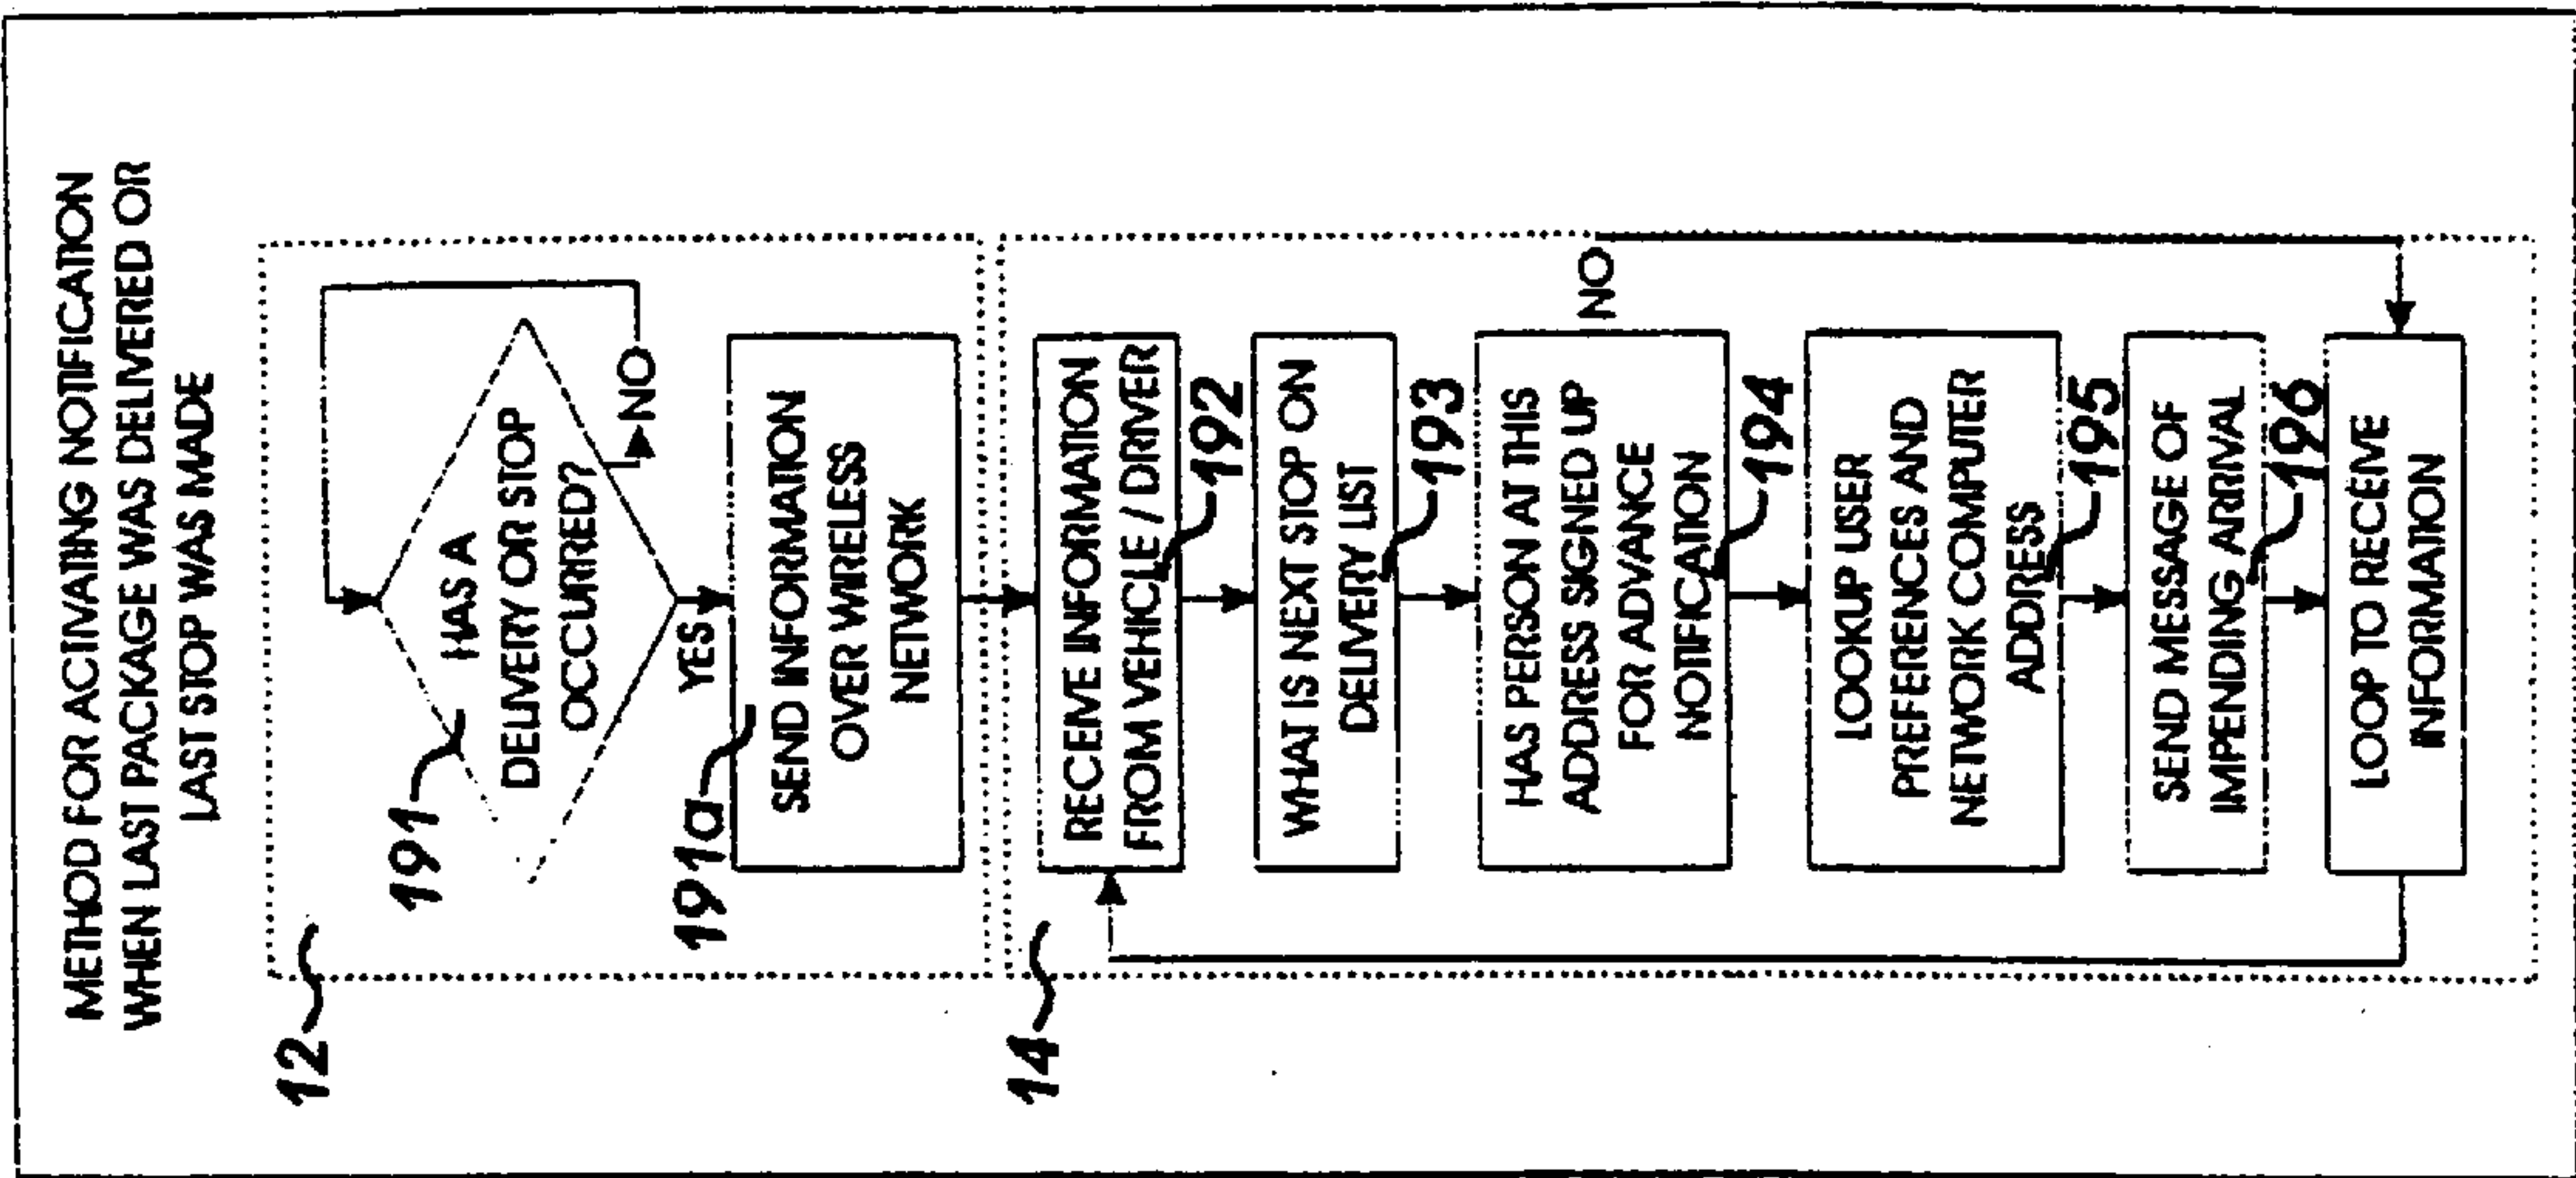 METHOD FOR ACTIVATING NOTIFICATION
WHEN LAST PACKAGE WAS DELIVERED OR
LAST STOP WAS MADE
12
191
HAS A
DELIVERY OR STOP
OCCURRED?
NO
YES
191a
SEND INFORMATION
OVER WIRELESS
NETWORK
14
RECEIVE INFORMATION
FROM VEHICLE / DRIVER
192
WHAT IS NEXT STOP ON
DELIVERY LIST
193
HAS PERSON AT THIS
ADDRESS SIGNED UP
FOR ADVANCE
NOTIFICATION
NO
194
LOOKUP USER
PREFERENCES AND
NETWORK COMPUTER
ADDRESS
195
SEND MESSAGE OF
IMPENDING ARRIVAL
196
LOOP TO RECEIVE
INFORMATION